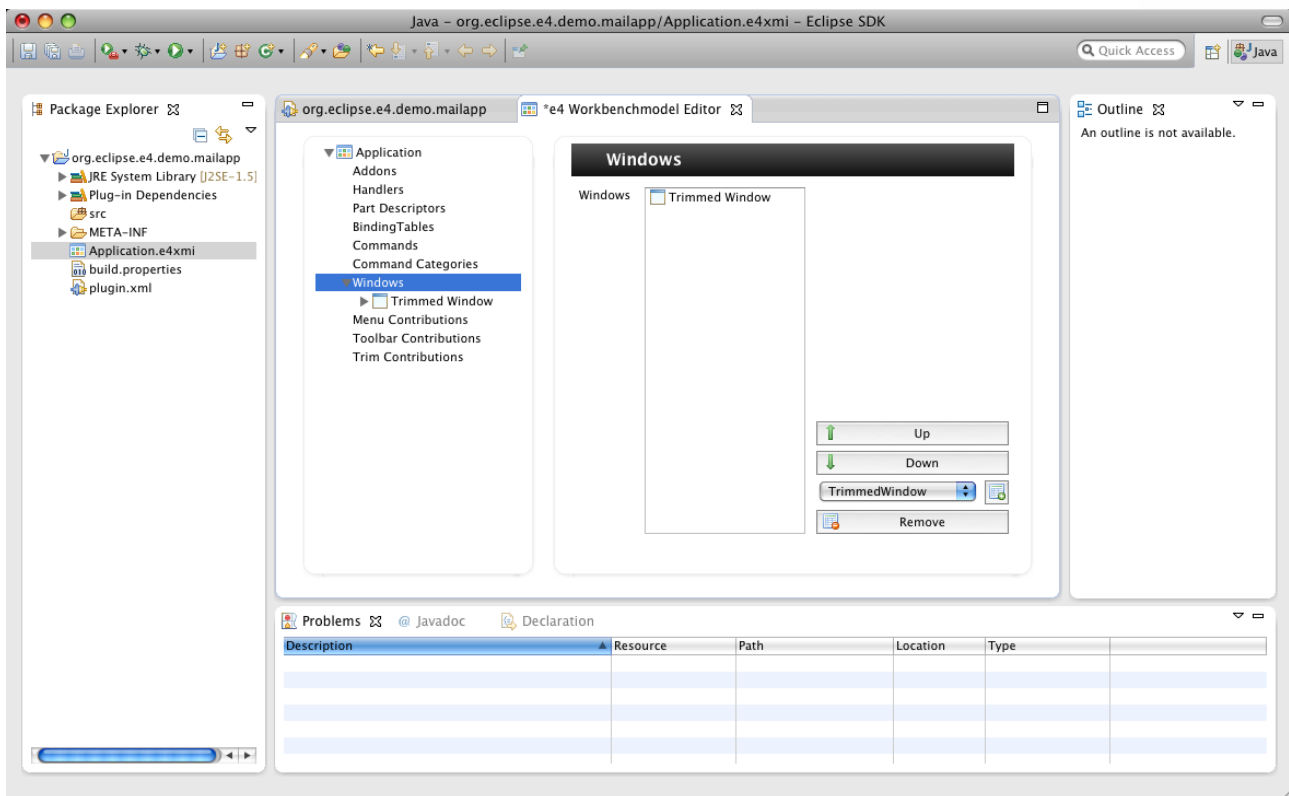 Java – org.eclipse.e4.demo.mailapp/Application.e4xmi – Eclipse SDK
Quick Access
Java
Package Explorer
org.eclipse.e4.demo.mailapp
JRE System Library [J2SE-1.5]
Plug-in Dependencies
src
META-INF
Application.e4xmi
build.properties
plugin.xml
org.eclipse.e4.demo.mailapp
*e4 Workbenchmodel Editor
Application
Addons
Handlers
Part Descriptors
BindingTables
Commands
Command Categories
Windows
Trimmed Window
Menu Contributions
Toolbar Contributions
Trim Contributions
Windows
Windows
Trimmed Window
Up
Down
TrimmedWindow
Remove
Outline
An outline is not available.
Problems
@ Javadoc
Declaration
Description
Resource
Path
Location
Type